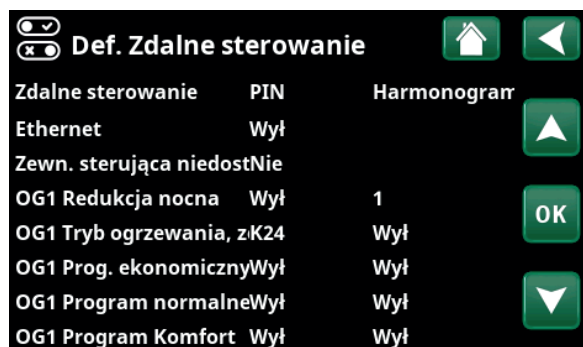 Def. Zdalne sterowanie
Zdalne sterowanie PIN Harmonogram
Ethernet Wył
Zewn. sterująca niedostNie
OG1 Redukcja nocna Wył 1
OK
OG1 Tryb ogrzewania, zK24 Wył
OG1 Prog. ekonomicznyWył Wył
OG1 Program normalneWył Wył
OG1 Program Komfort Wył Wył